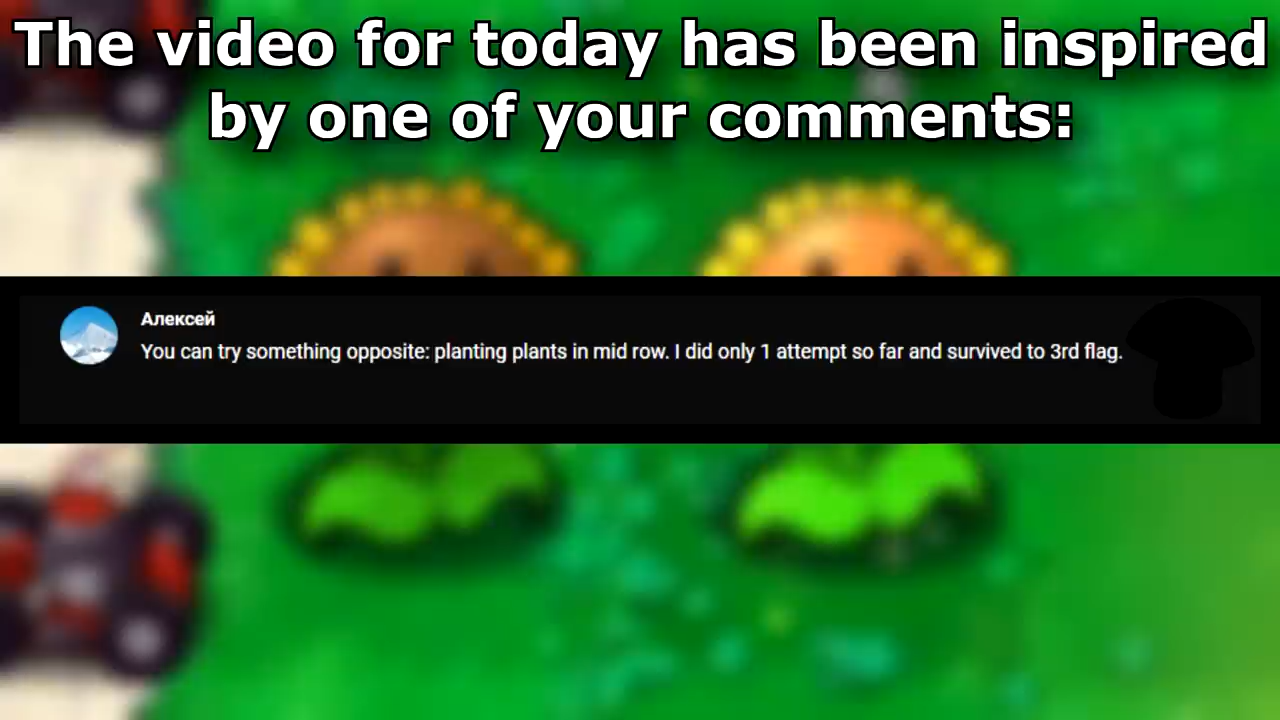 The video for today has been inspired
by one of your comments:
Алексей
You can try something opposite: planting plants in mid row. I did only 1 attempt so far and survived to 3rd flag.